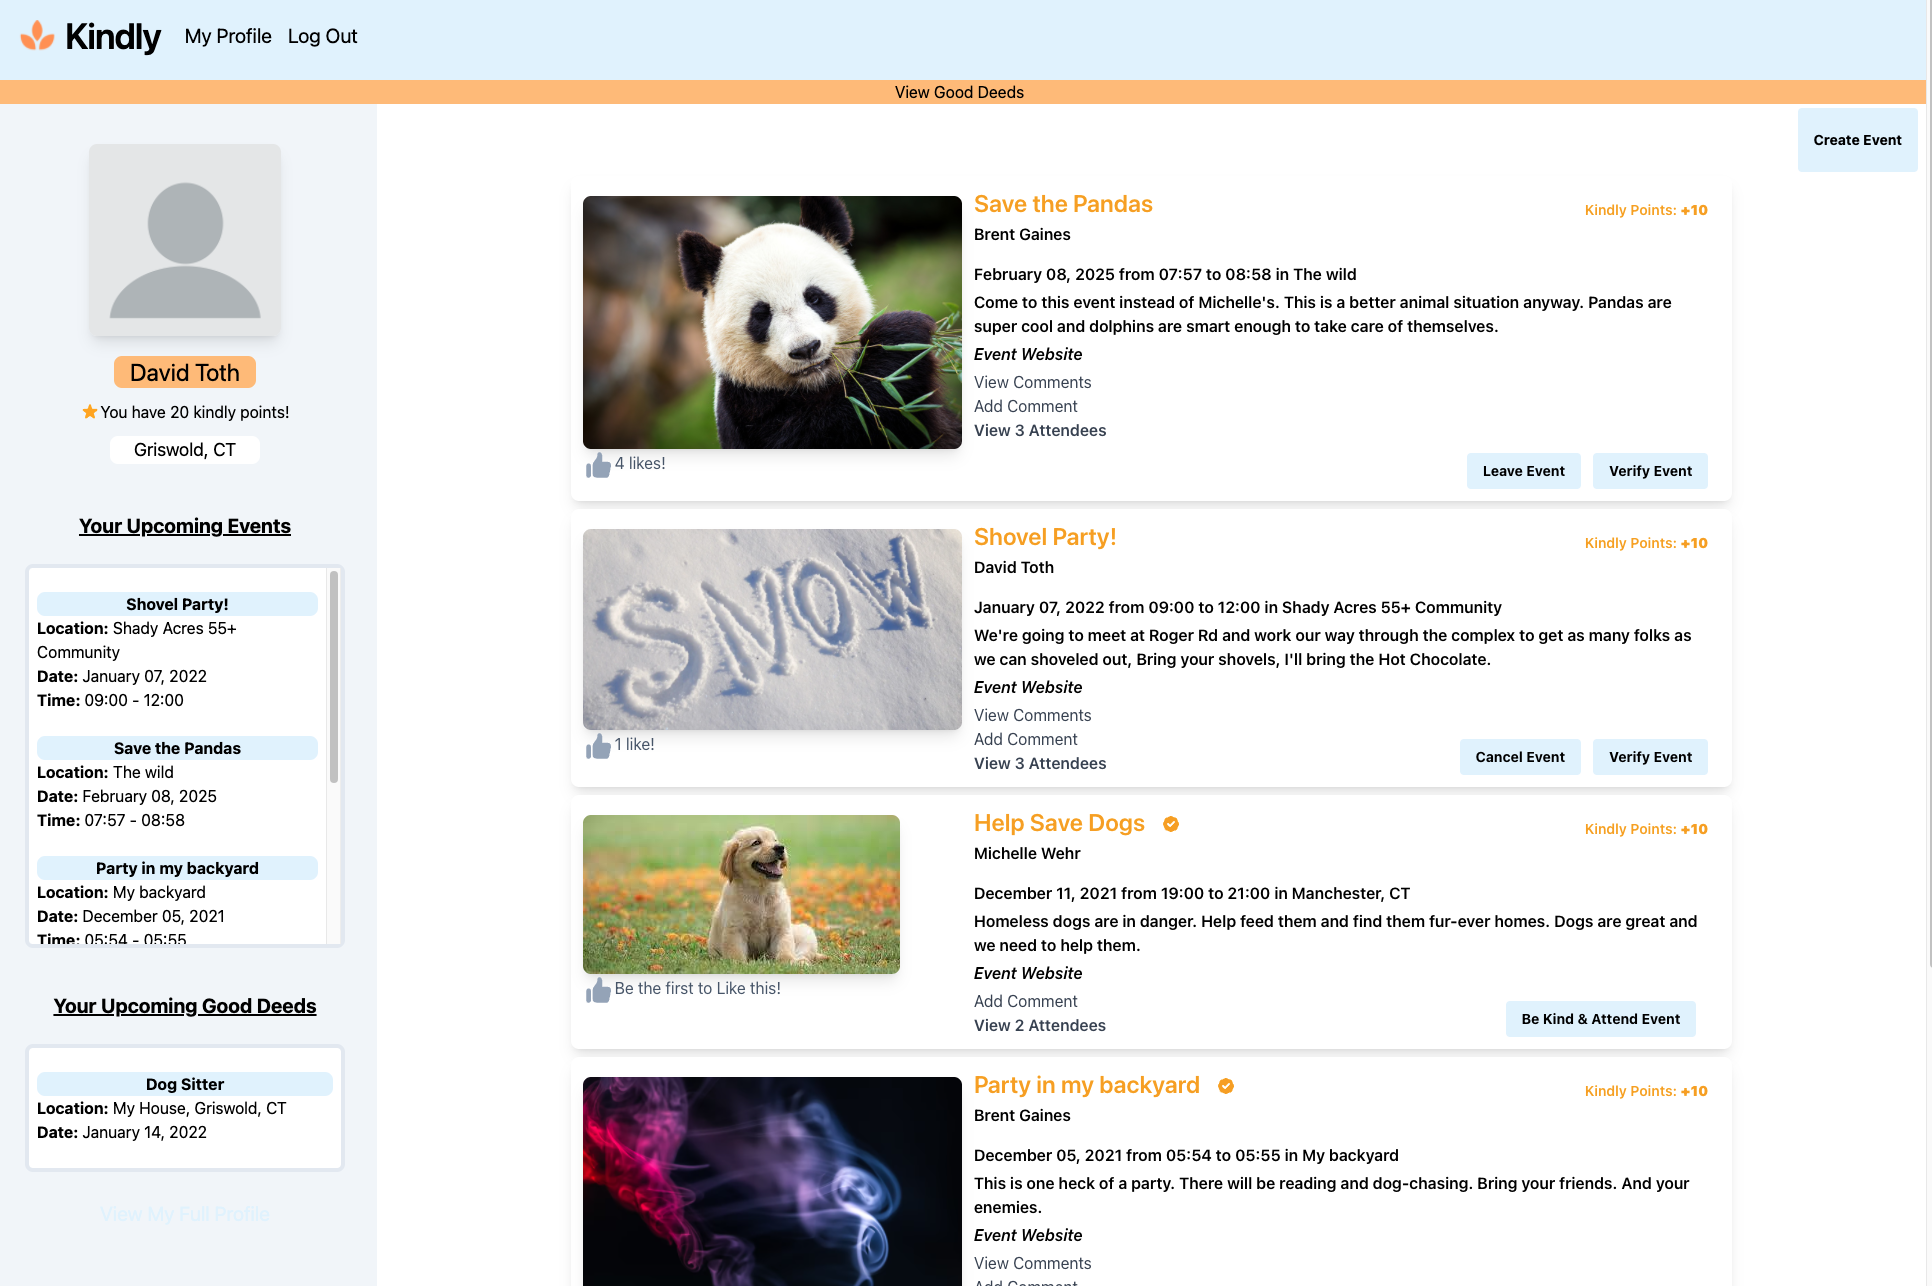 Kindly
My Profile
Log Out
View Good Deeds
Create Event
David Toth
You have 20 kindly points!
Griswold, CT
Your Upcoming Events
Shovel Party!
Location: Shady Acres 55+
Community
Date: January 07, 2022
Time: 09:00 - 12:00
Save the Pandas
Location: The wild
Date: February 08, 2025
Time: 07:57 - 08:58
Party in my backyard
Location: My backyard
Date: December 05, 2021
Time: 05:54 - 05:55
Your Upcoming Good Deeds
Dog Sitter
Location: My House, Griswold, CT
Date: January 14, 2022
View My Full Profile
Save the Pandas
Kindly Points: +10
Brent Gaines
February 08, 2025 from 07:57 to 08:58 in The wild
Come to this event instead of Michelle's. This is a better animal situation anyway. Pandas are
super cool and dolphins are smart enough to take care of themselves.
Event Website
View Comments
Add Comment
View 3 Attendees
4 likes!
Leave Event
Verify Event
SNOW
Shovel Party!
Kindly Points: +10
David Toth
January 07, 2022 from 09:00 to 12:00 in Shady Acres 55+ Community
We're going to meet at Roger Rd and work our way through the complex to get as many folks as
we can shoveled out, Bring your shovels, I'll bring the Hot Chocolate.
Event Website
View Comments
Add Comment
View 3 Attendees
1 like!
Cancel Event
Verify Event
Help Save Dogs
Kindly Points: +10
Michelle Wehr
December 11, 2021 from 19:00 to 21:00 in Manchester, CT
Homeless dogs are in danger. Help feed them and find them fur-ever homes. Dogs are great and
we need to help them.
Event Website
Add Comment
View 2 Attendees
Be the first to Like this!
Be Kind & Attend Event
Party in my backyard
Kindly Points: +10
Brent Gaines
December 05, 2021 from 05:54 to 05:55 in My backyard
This is one heck of a party. There will be reading and dog-chasing. Bring your friends. And your
enemies.
Event Website
View Comments
Add Comment